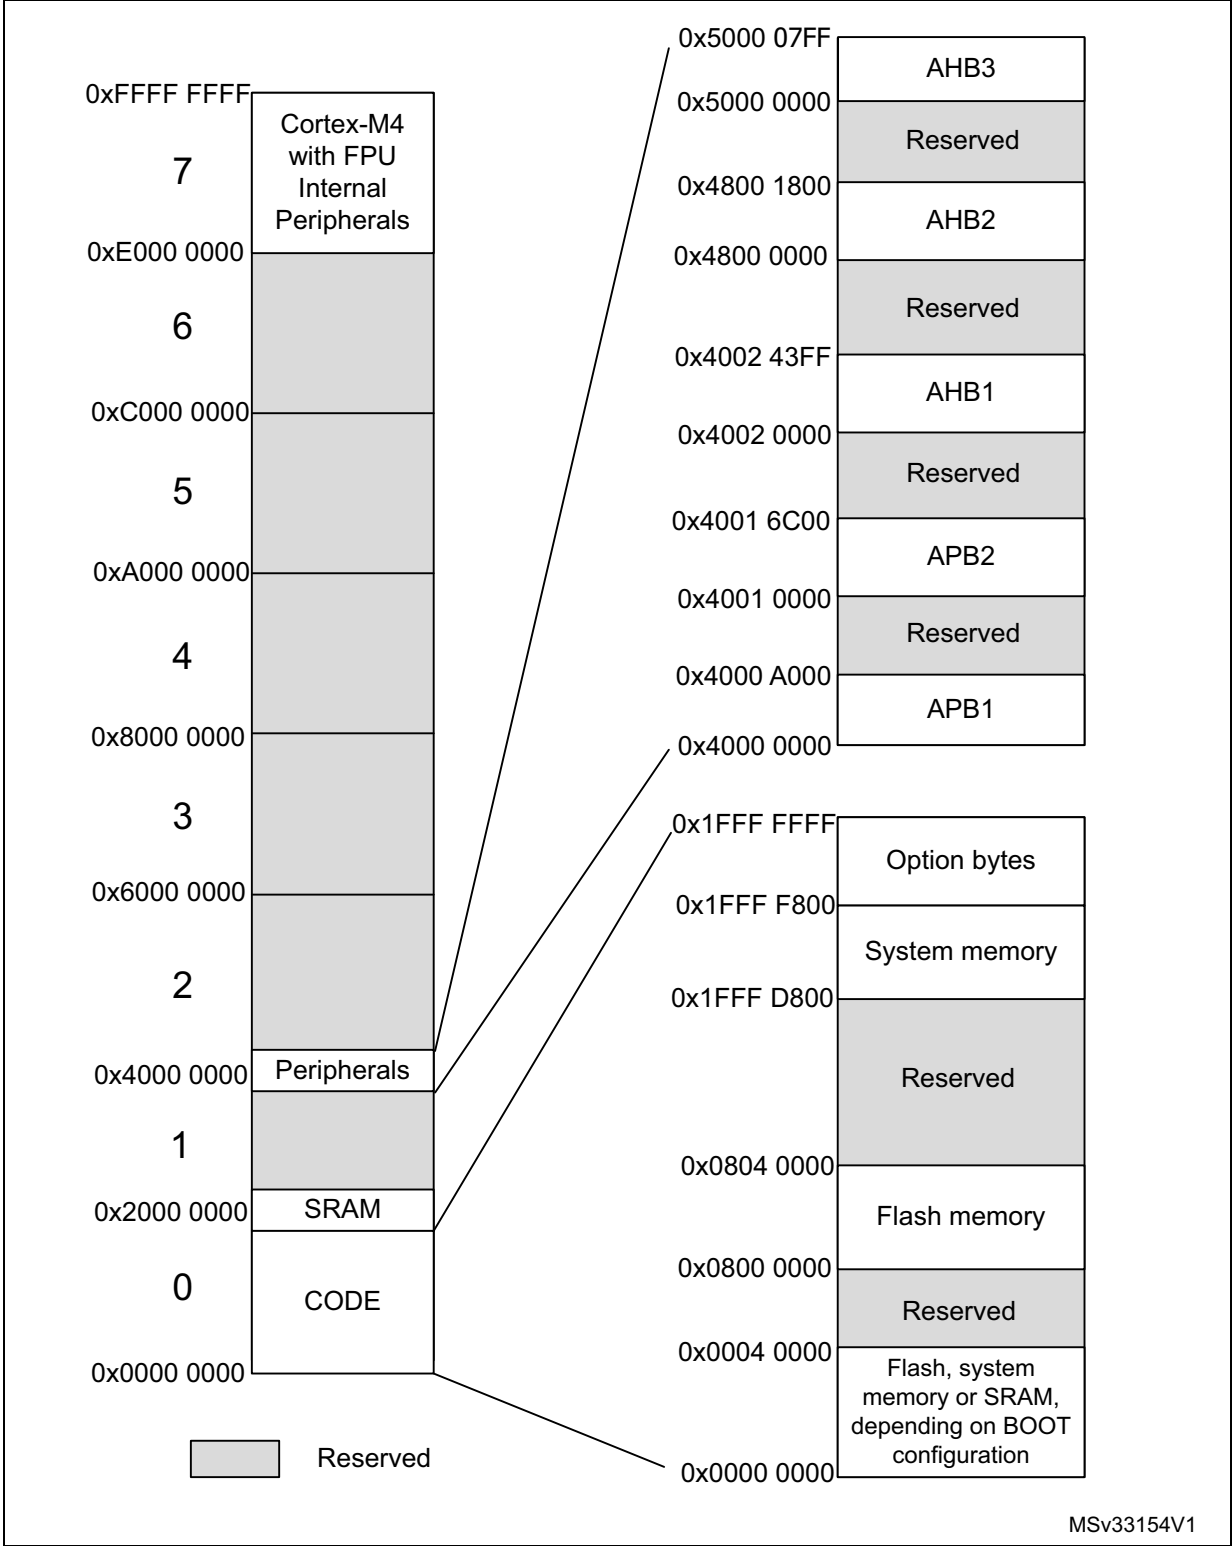 0xFFFF FFFF
Cortex-M4
with FPU
Internal
Peripherals
7
0xE000 0000
6
0xC000 0000
5
0xA000 0000
4
0x8000 0000
3
0x6000 0000
2
Peripherals
0x4000 0000
1
SRAM
0x2000 0000
0
CODE
0x0000 0000
Reserved
0x5000 07FF
AHB3
0x5000 0000
Reserved
0x4800 1800
AHB2
0x4800 0000
Reserved
0x4002 43FF
AHB1
0x4002 0000
Reserved
0x4001 6C00
APB2
0x4001 0000
Reserved
0x4000 A000
APB1
0x4000 0000
0x1FFF FFFF
Option bytes
0x1FFF F800
System memory
0x1FFF D800
Reserved
0x0804 0000
Flash memory
0x0800 0000
Reserved
0x0004 0000
Flash, system
memory or SRAM,
depending on BOOT
configuration
0x0000 0000
MSv33154V1